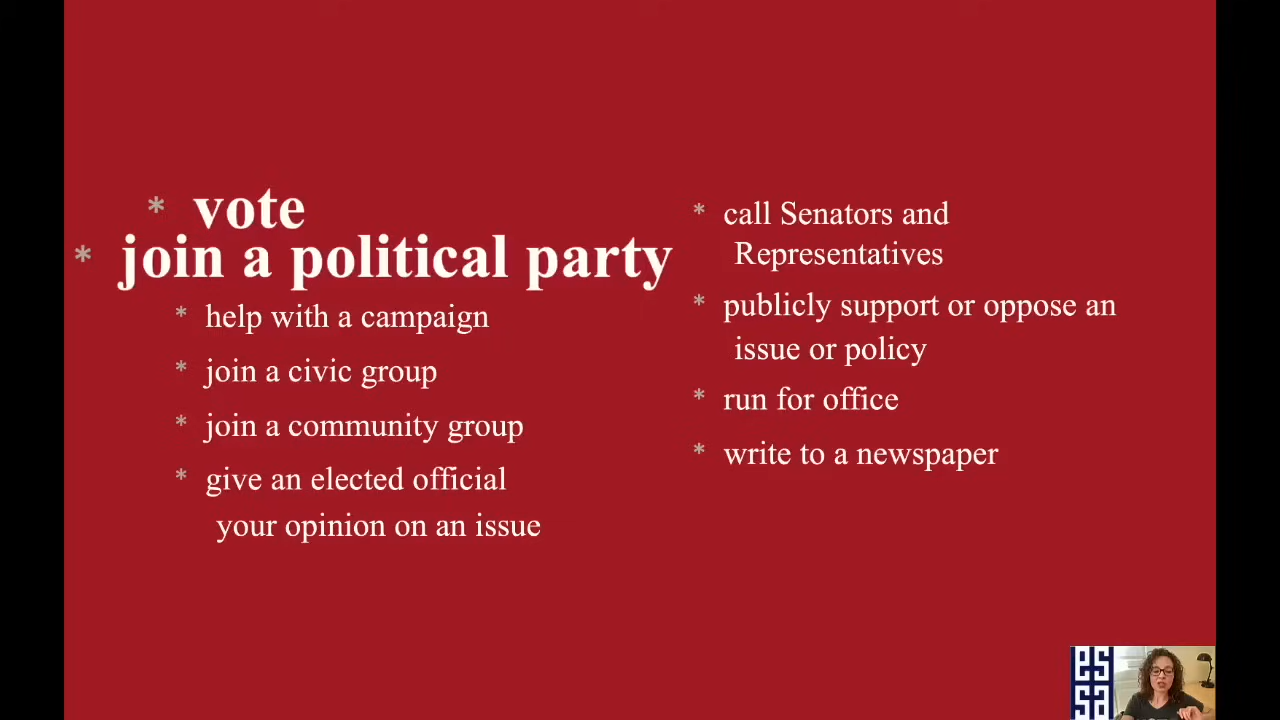 * vote
* join a political party
* help with a campaign
* join a civic group
* join a community group
* give an elected official
your opinion on an issue
* call Senators and
Representatives
* publicly support or oppose an
issue or policy
* run for office
* write to a newspaper